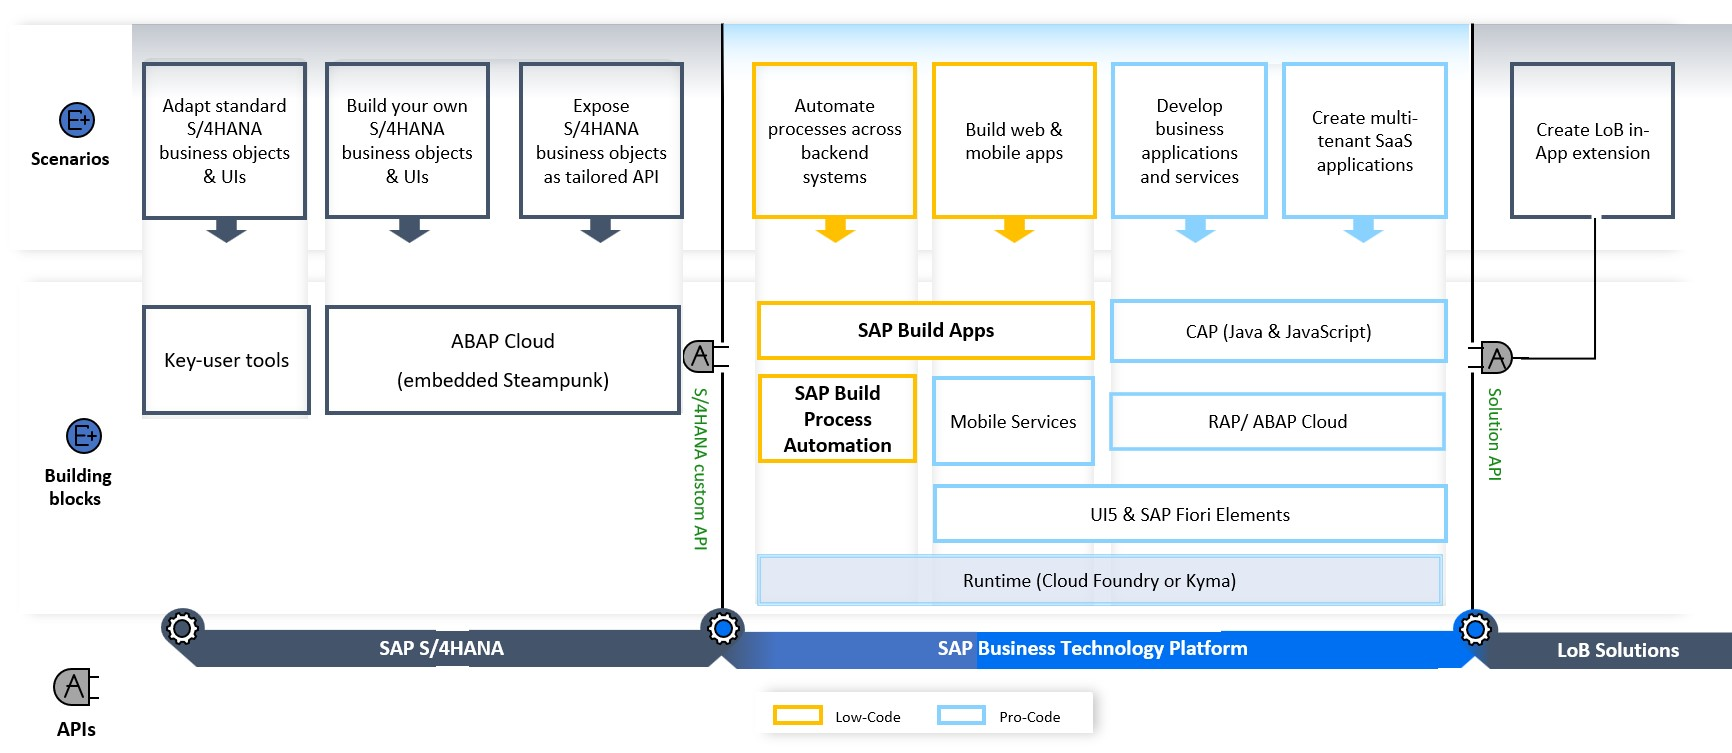 Scenarios
Adapt standard
S/4HANA
business objects
& UIs
Build your own
S/4HANA
business objects
& UIs
Expose
S/4HANA
business objects
as tailored API
Automate
processes across
backend
systems
Build web &
mobile apps
Develop
business
applications
and services
Create multi-
tenant SaaS
applications
Create LoB in-
App extension
Building
blocks
Key-user tools
ABAP Cloud
(embedded Steampunk)
S/4HANA custom API
SAP Build Apps
CAP (Java & JavaScript)
SAP Build
Process
Automation
Mobile Services
RAP/ ABAP Cloud
UI5 & SAP Fiori Elements
Runtime (Cloud Foundry or Kyma)
Solution API
SAP S/4HANA
SAP Business Technology Platform
LoB Solutions
APIs
Low-Code
Pro-Code
E+
E+
A
A
A